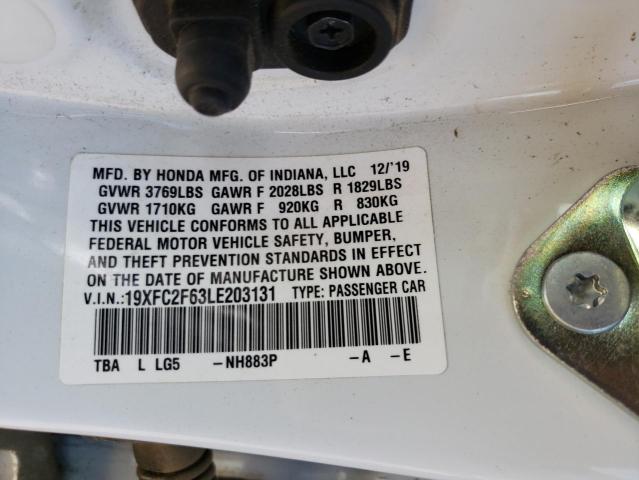 MFD. BY HONDA MFG. OF INDIANA, LLC 12/'19
GVWR 3769LBS GAWR F 2028LBS R 1829LBS
GVWR 1710KG GAWR F 920KG R 830KG
THIS VEHICLE CONFORMS TO ALL APPLICABLE
FEDERAL MOTOR VEHICLE SAFETY, BUMPER,
AND THEFT PREVENTION STANDARDS IN EFFECT
ON THE DATE OF MANUFACTURE SHOWN ABOVE.
V.I.N.:19XFC2F63LE203131 TYPE: PASSENGER CAR
TBA L LG5 -NH883P -A -E